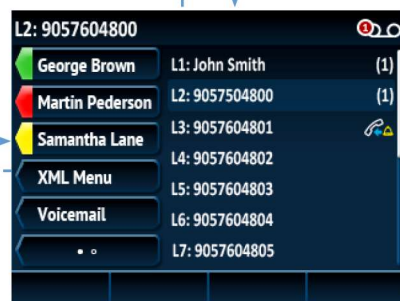 L2: 9057604800
1
George Brown
Martin Pederson
Samantha Lane
XML Menu
Voicemail
L1: John Smith (1)
L2: 9057504800 (1)
L3: 9057604801
L4: 9057604802
L5: 9057604803
L6: 9057604804
L7: 9057604805